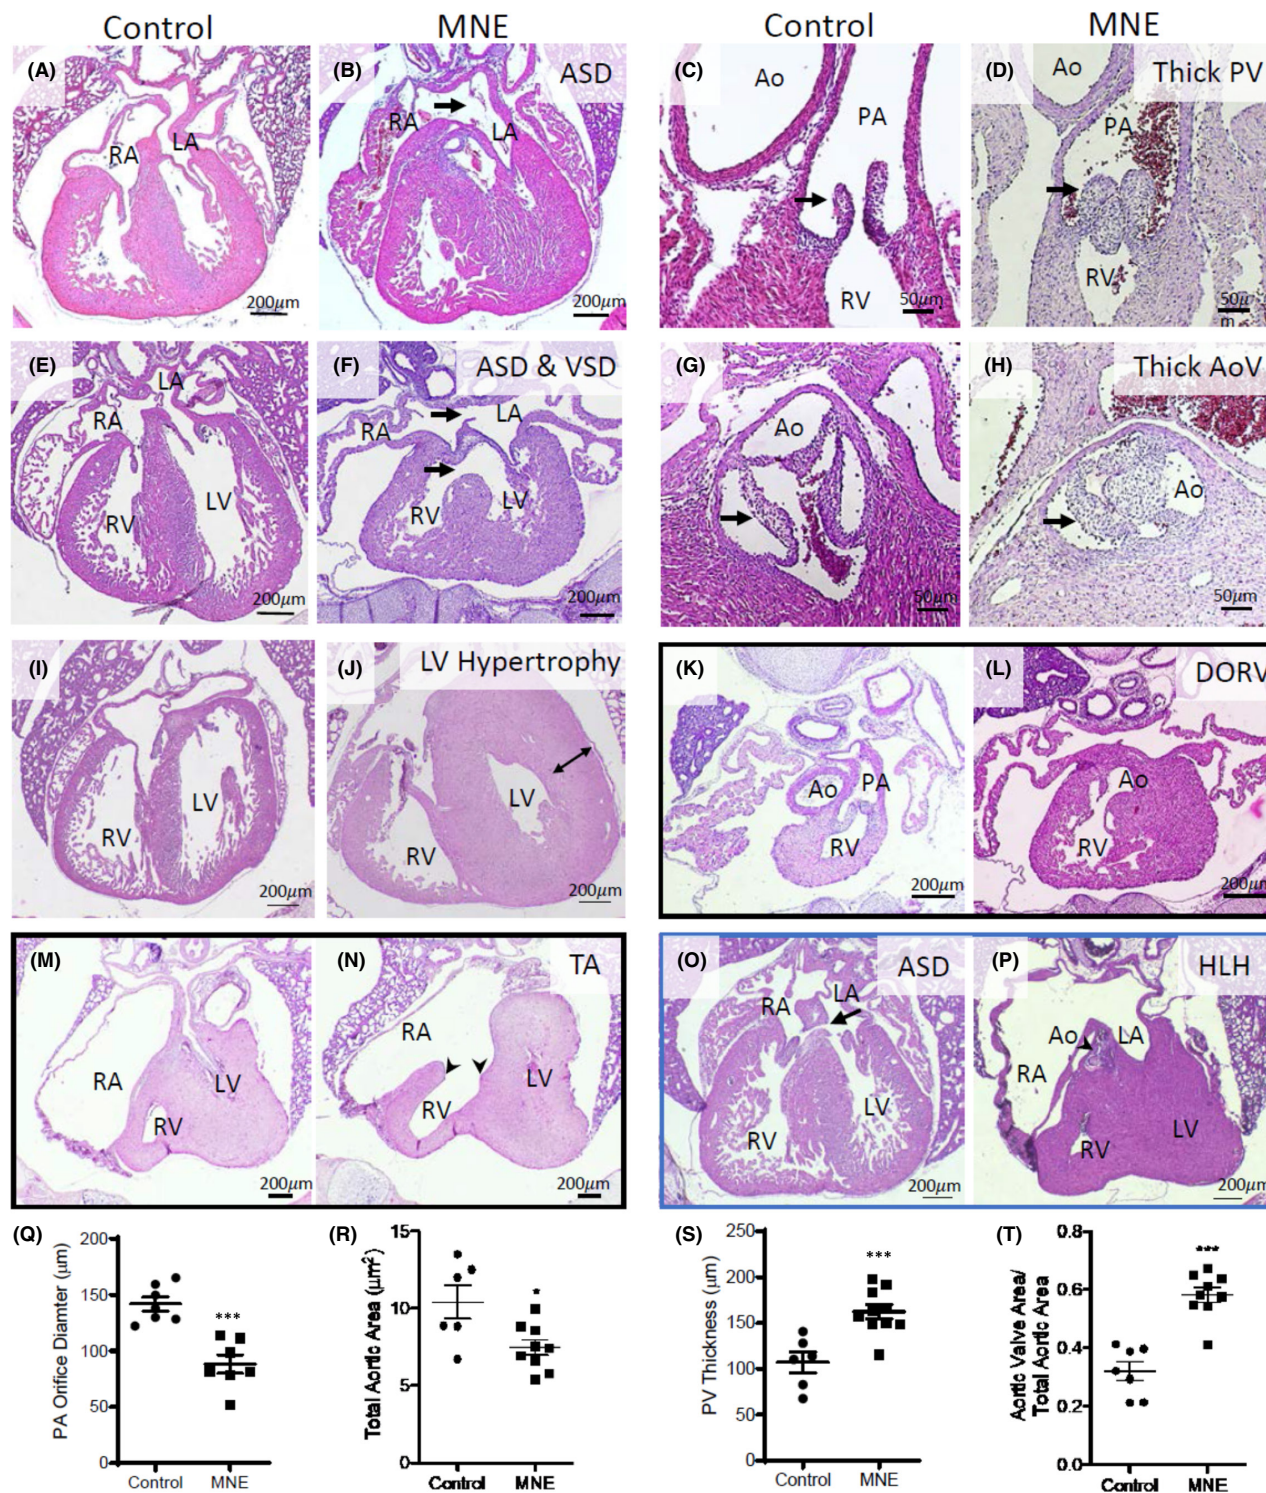 Control MNE Control MNE
(A) RA LA 200μm
(B) ASD RA LA 200μm
(C) Ao PA RV 50μm
(D) Thick PV Ao PA RV 50μm
(E) LA RA LV RV 200μm
(F) ASD & VSD LA RA LV RV 200μm
(G) Ao 50μm
(H) Thick AoV Ao 50μm
(I) LV RV 200μm
(J) LV Hypertrophy LV RV 200μm
(K) Ao PA RV 200μm
(L) DORV Ao RV 200μm
(M) RA LV RV 200μm
(N) TA RA LV RV 200μm
(O) ASD LA RA LV RV 200μm
(P) HLH Ao LA RA LV RV 200μm
(Q)
PA Orifice Diamter (μm)
200
150
100
50
0
***
Control MNE
(R)
Total Aortic Area (μm²)
15
10
5
0
*
Control MNE
(S)
PV Thickness (μm)
250
200
150
100
50
0
***
Control MNE
(T)
Aortic Valve Area/
Total Aortic Area
0.8
0.6
0.4
0.2
0.0
***
Control MNE